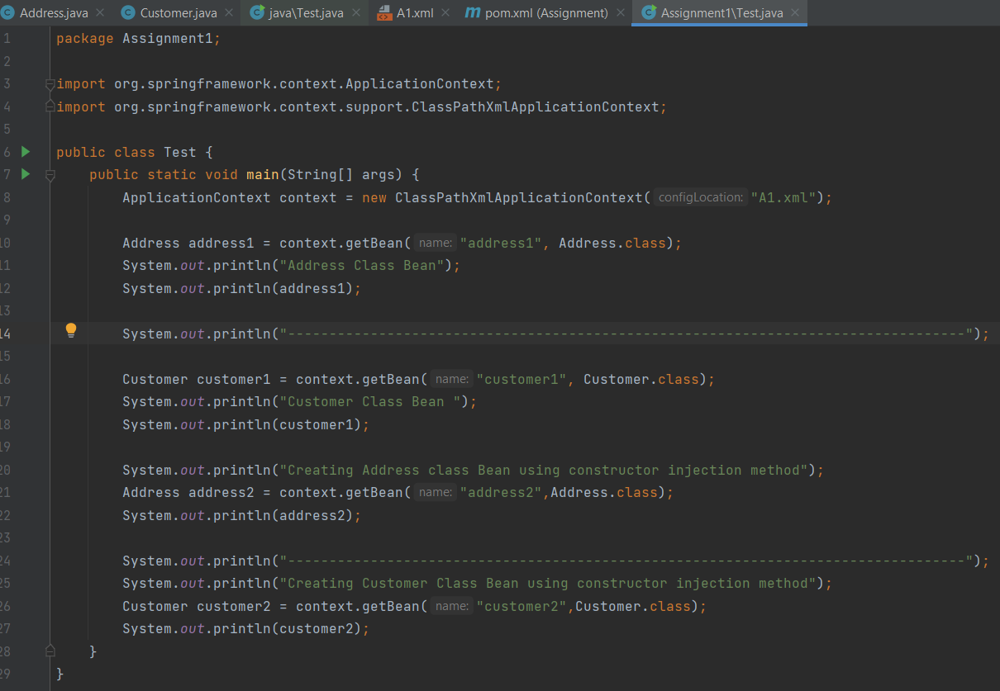 Address.java Customer.java java\Test.java A1.xml pom.xml (Assignment) Assignment1\Test.java
1 package Assignment1;
2
3 import org.springframework.context.ApplicationContext;
4 import org.springframework.context.support.ClassPathXmlApplicationContext;
5
6 public class Test {
7 public static void main(String[] args) {
8 ApplicationContext context = new ClassPathXmlApplicationContext( configLocation: "A1.xml");
9
10 Address address1 = context.getBean( name: "address1", Address.class);
11 System.out.println("Address Class Bean");
12 System.out.println(address1);
13
14 System.out.println("----------------------------------------------------------------------------------");
15
16 Customer customer1 = context.getBean( name: "customer1", Customer.class);
17 System.out.println("Customer Class Bean ");
18 System.out.println(customer1);
19
20 System.out.println("Creating Address class Bean using constructor injection method");
21 Address address2 = context.getBean( name: "address2",Address.class);
22 System.out.println(address2);
23
24 System.out.println("----------------------------------------------------------------------------------");
25 System.out.println("Creating Customer Class Bean using constructor injection method");
26 Customer customer2 = context.getBean( name: "customer2",Customer.class);
27 System.out.println(customer2);
28 }
29 }